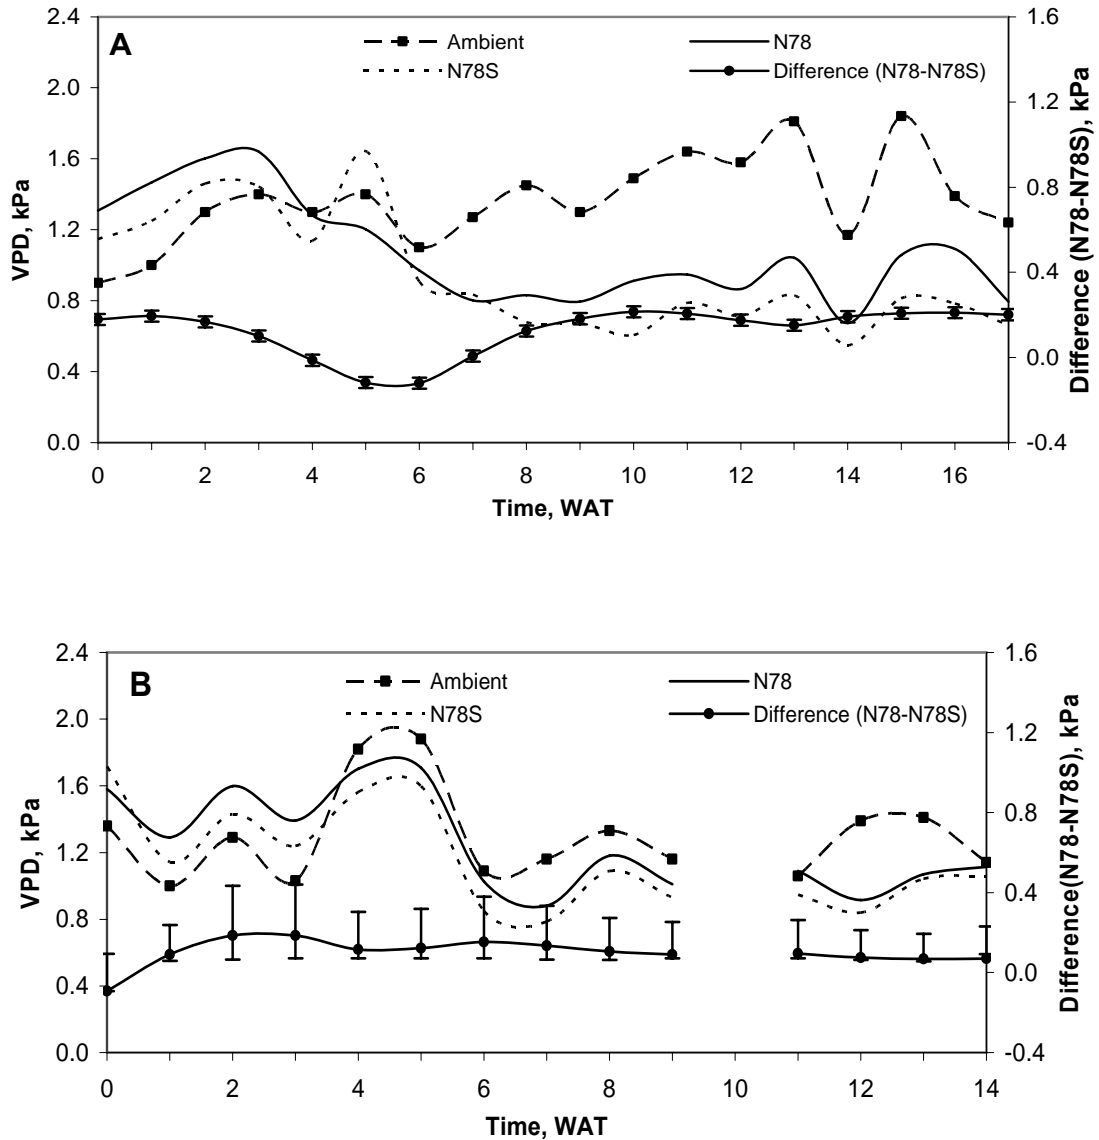 A
Ambient
N78
N78S
Difference (N78-N78S)
VPD, kPa
2.4
2.0
1.6
1.2
0.8
0.4
0.0
Difference (N78-N78S), kPa
1.6
1.2
0.8
0.4
0.0
-0.4
0 2 4 6 8 10 12 14 16
Time, WAT
B
Ambient
N78
N78S
Difference (N78-N78S)
VPD, kPa
2.4
2.0
1.6
1.2
0.8
0.4
0.0
Difference(N78-N78S), kPa
1.6
1.2
0.8
0.4
0.0
-0.4
0 2 4 6 8 10 12 14
Time, WAT